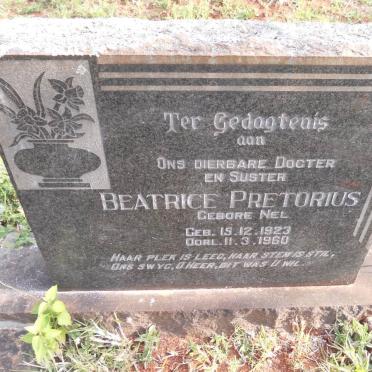 Ter Gedagtenis
aan
ONS DIERBARE DOGTER
EN SUSTER
BEATRICE PRETORIUS
GEBORE NEL
GEB. 15.12.1923
OORL. 11.3.1960
HAAR PLEK IS LEEG, HAAR STEM IS STIL,
ONS SWYG, O HEER, DIT WAS U WIL.